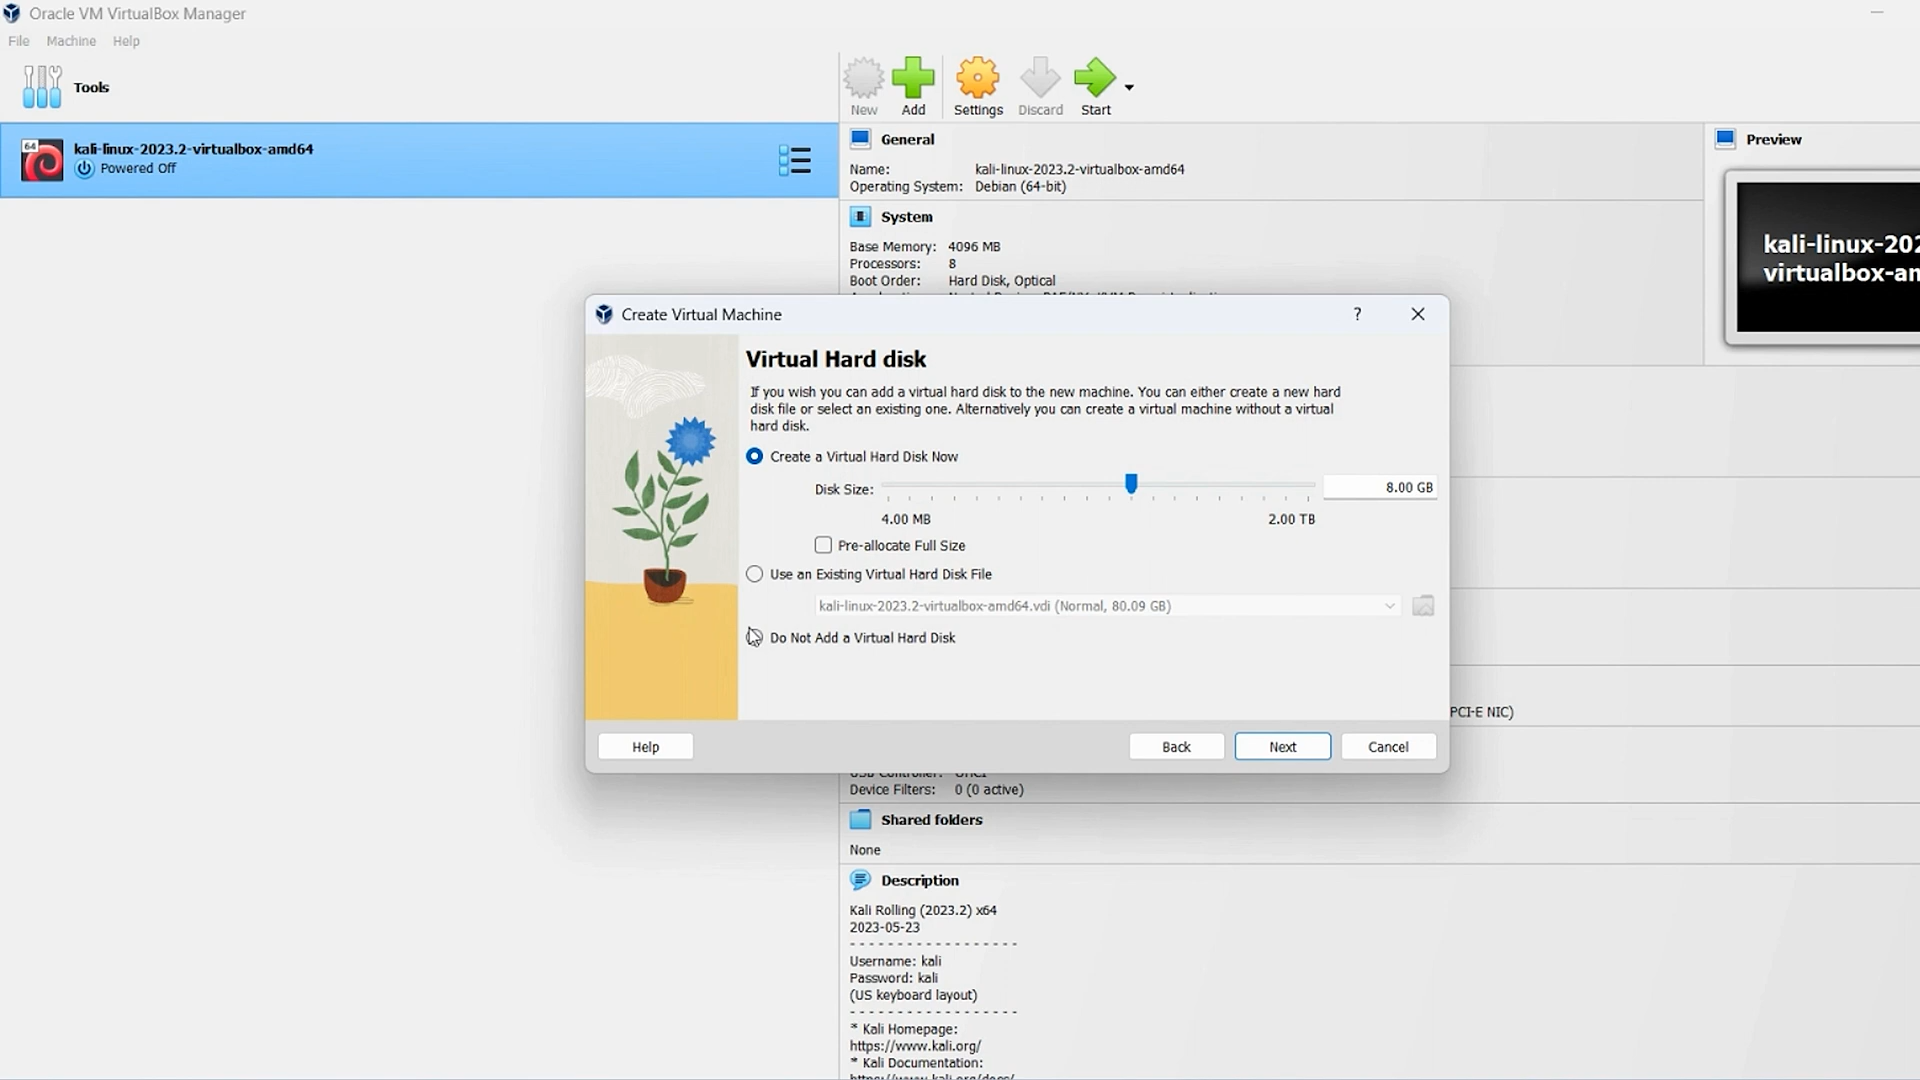 Oracle VM VirtualBox Manager
File Machine Help
Tools
New Add Settings Discard Start
64
kali-linux-2023.2-virtualbox-amd64
Powered Off
General
Name: kali-linux-2023.2-virtualbox-amd64
Operating System: Debian (64-bit)
Preview
kali-linux-202
virtualbox-am
System
Base Memory: 4096 MB
Processors: 8
Boot Order: Hard Disk, Optical
Create Virtual Machine
?
Virtual Hard disk
If you wish you can add a virtual hard disk to the new machine. You can either create a new hard
disk file or select an existing one. Alternatively you can create a virtual machine without a virtual
hard disk.
Create a Virtual Hard Disk Now
Disk Size: 8.00 GB
4.00 MB 2.00 TB
Pre-allocate Full Size
Use an Existing Virtual Hard Disk File
kali-linux-2023.2-virtualbox-amd64.vdi (Normal, 80.09 GB)
Do Not Add a Virtual Hard Disk
PCI-E NIC)
Help Back Next Cancel
USB Controller: OHCI
Device Filters: 0 (0 active)
Shared folders
None
Description
Kali Rolling (2023.2) x64
2023-05-23
- - - - - - - - - - - - - - - - - -
Username: kali
Password: kali
(US keyboard layout)
- - - - - - - - - - - - - - - - - -
* Kali Homepage:
https://www.kali.org/
* Kali Documentation:
https://www.kali.org/docs/